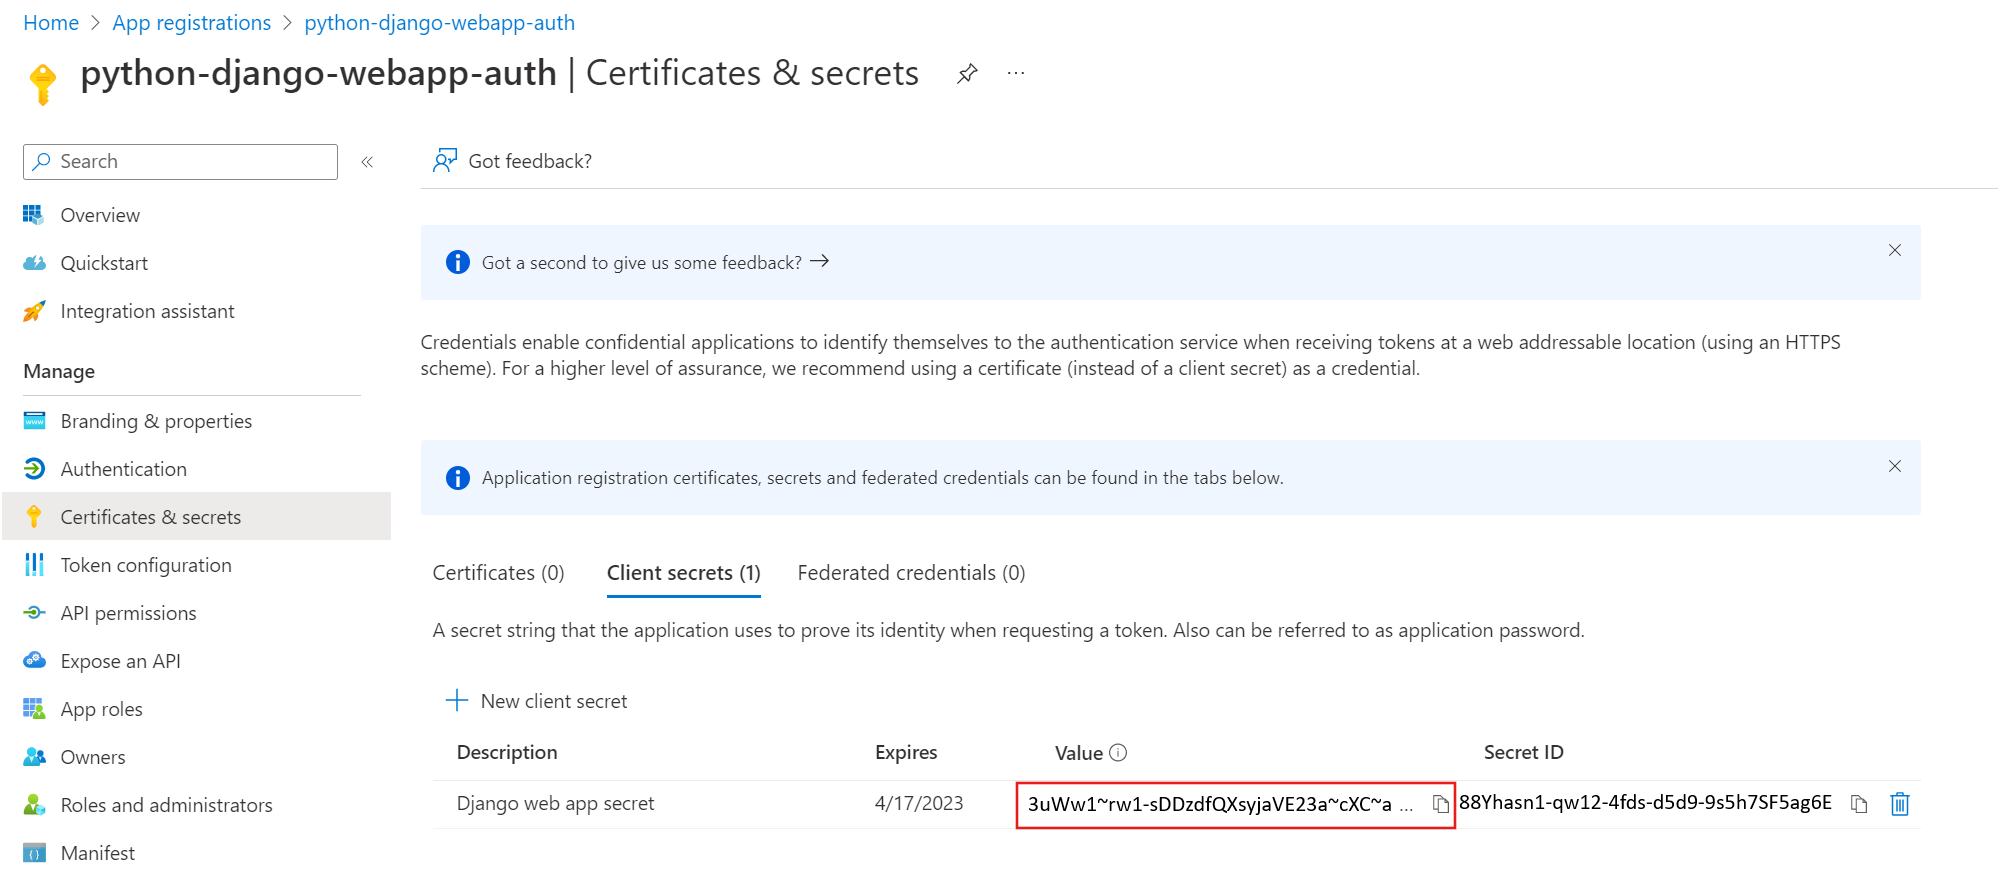 Home > App registrations > python-django-webapp-auth
python-django-webapp-auth | Certificates & secrets
Search
Overview
Quickstart
Integration assistant
Manage
Branding & properties
Authentication
Certificates & secrets
Token configuration
API permissions
Expose an API
App roles
Owners
Roles and administrators
Manifest
Got feedback?
Got a second to give us some feedback?
Credentials enable confidential applications to identify themselves to the authentication service when receiving tokens at a web addressable location (using an HTTPS
scheme). For a higher level of assurance, we recommend using a certificate (instead of a client secret) as a credential.
Application registration certificates, secrets and federated credentials can be found in the tabs below.
Certificates (0) Client secrets (1) Federated credentials (0)
A secret string that the application uses to prove its identity when requesting a token. Also can be referred to as application password.
New client secret
Description Expires Value Secret ID
Django web app secret 4/17/2023 3uWw1~rw1-sDDzdfQXsyjaVE23a~cXC~a ... 88Yhasn1-qw12-4fds-d5d9-9s5h7SF5ag6E